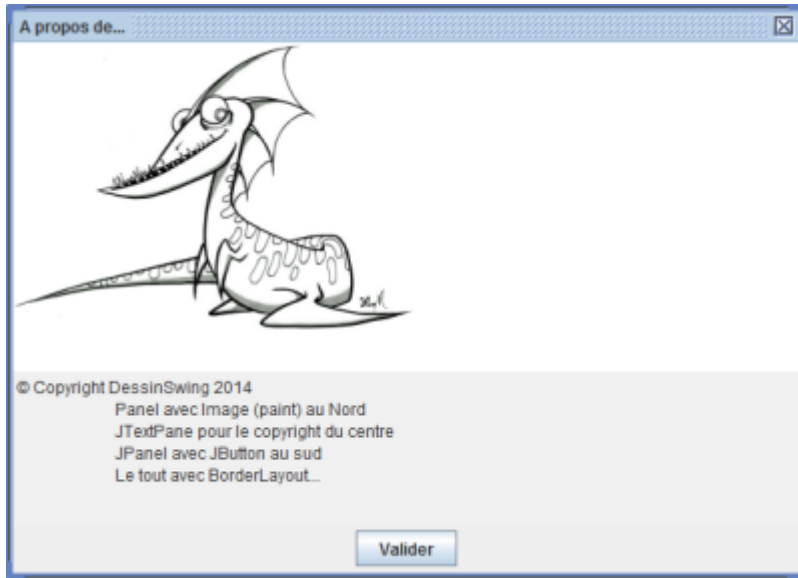 A propos de...
© Copyright DessinSwing 2014
Panel avec Image (paint) au Nord
JTextPane pour le copyright du centre
JPanel avec JButton au sud
Le tout avec BorderLayout...
Valider